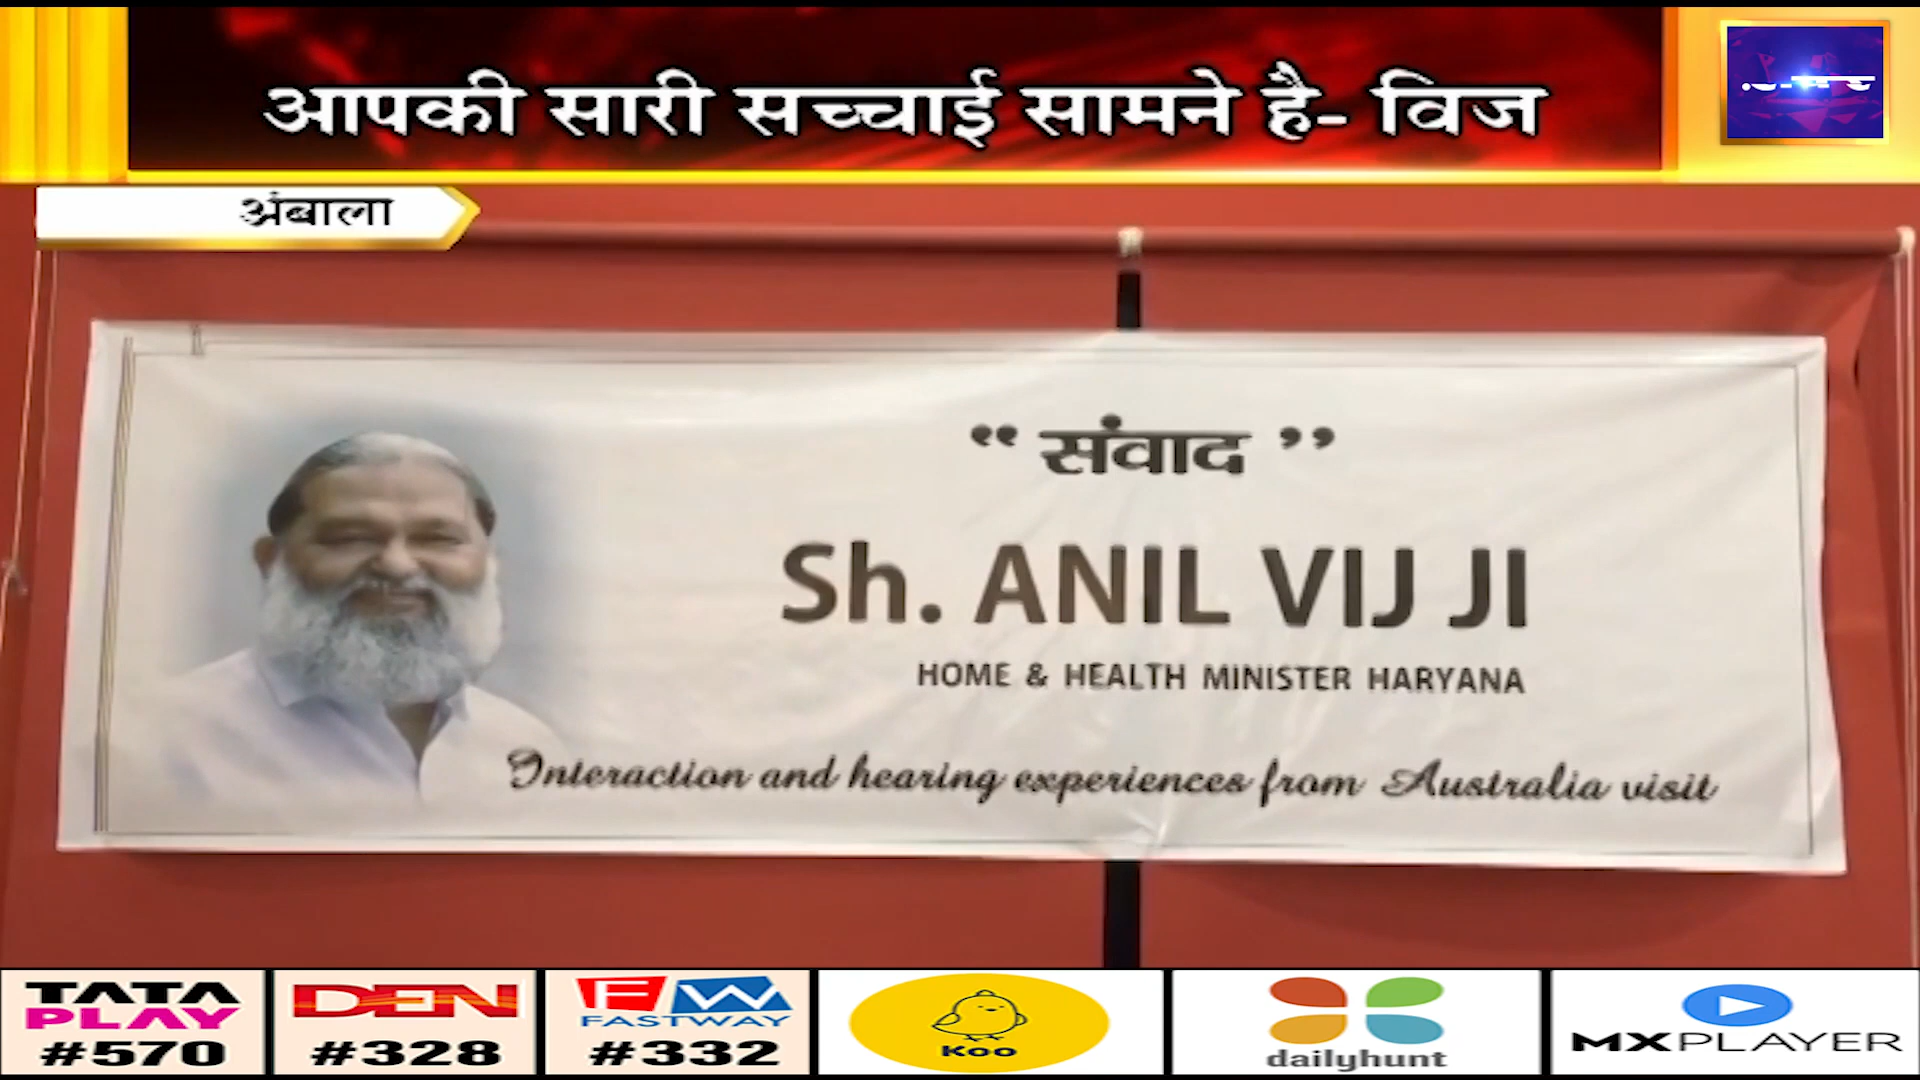 आपकी सारी सच्चाई सामने है- विज
अंबाला
“ संवाद ”
Sh. ANIL VIJ JI
HOME & HEALTH MINISTER HARYANA
Interaction and hearing experiences from Australia visit
TATA PLAY #570
DEN #328
FW FASTWAY #332
Koo
dailyhunt
MXPLAYER